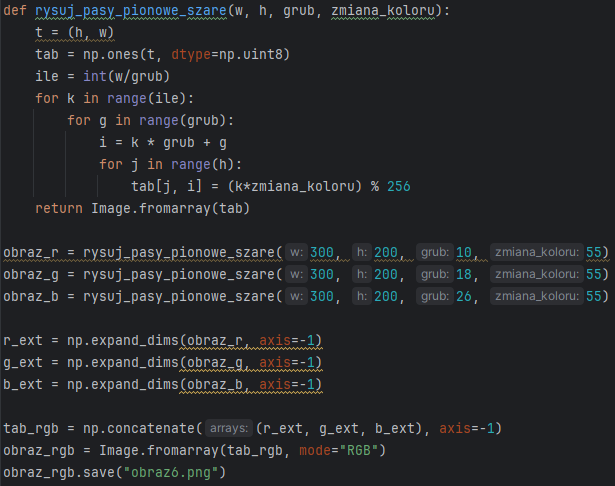 def rysuj_pasy_pionowe_szare(w, h, grub, zmiana_koloru):
    t = (h, w)
    tab = np.ones(t, dtype=np.uint8)
    ile = int(w/grub)
    for k in range(ile):
        for g in range(grub):
            i = k * grub + g
            for j in range(h):
                tab[j, i] = (k*zmiana_koloru) % 256
    return Image.fromarray(tab)

obraz_r = rysuj_pasy_pionowe_szare( w: 300, h: 200, grub: 10, zmiana_koloru: 55)
obraz_g = rysuj_pasy_pionowe_szare( w: 300, h: 200, grub: 18, zmiana_koloru: 55)
obraz_b = rysuj_pasy_pionowe_szare( w: 300, h: 200, grub: 26, zmiana_koloru: 55)

r_ext = np.expand_dims(obraz_r, axis=-1)
g_ext = np.expand_dims(obraz_g, axis=-1)
b_ext = np.expand_dims(obraz_b, axis=-1)

tab_rgb = np.concatenate( arrays: (r_ext, g_ext, b_ext), axis=-1)
obraz_rgb = Image.fromarray(tab_rgb, mode="RGB")
obraz_rgb.save("obraz6.png")